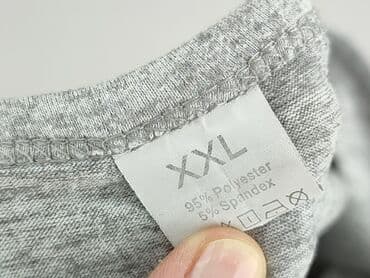 XXL
95% Polyester
5% Spandex